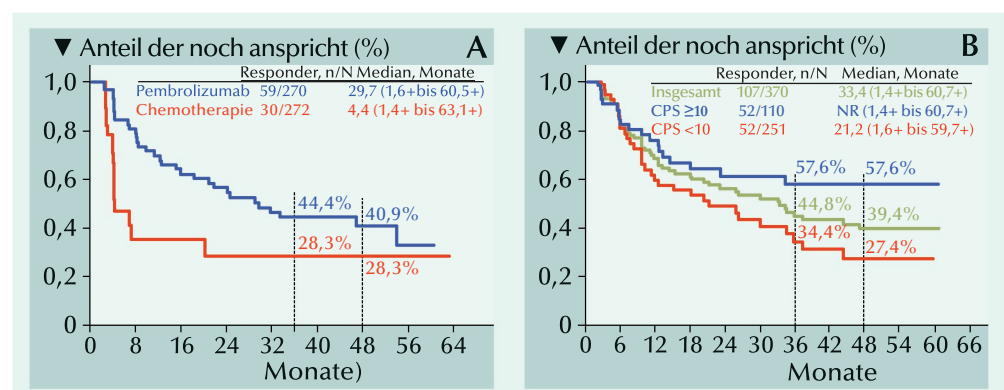 ▼ Anteil der noch anspricht (%) A
Responder, n/N Median, Monate
Pembrolizumab 59/270 29,7 (1,6+bis 60,5+)
Chemotherapie 30/272 4,4 (1,4+ bis 63,1+)
1,0
0,8
0,6
0,4
0,2
0
44,4%
40,9%
28,3%
28,3%
0 8 16 24 32 40 48 56 64
Monate)
▼ Anteil der noch anspricht (%) B
Responder, n/N Median, Monate
Insgesamt 107/370 33,4 (1,4+bis 60,7+)
CPS ≥10 52/110 NR (1,4+ bis 60,7+)
CPS <10 52/251 21,2 (1,6+ bis 59,7+)
1,0
0,8
0,6
0,4
0,2
0
57,6% 57,6%
44,8%
39,4%
34,4%
27,4%
0 6 12 18 24 30 36 42 48 54 60 66
Monate